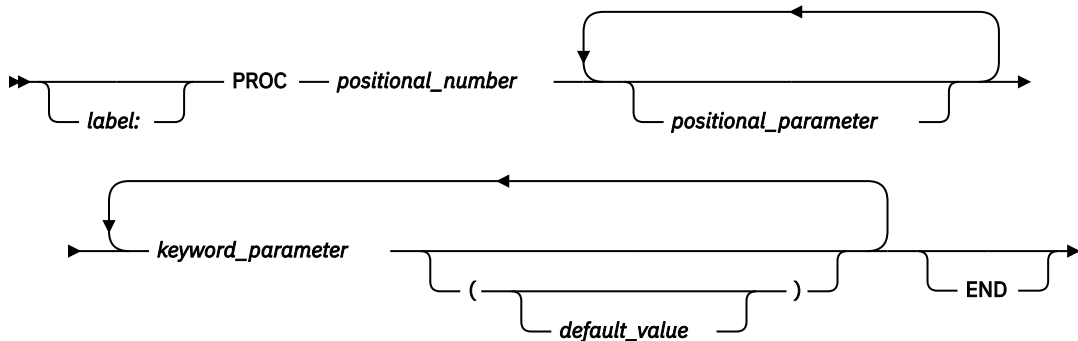 PROC positional_number
label: positional_parameter
keyword_parameter
( )
END
default_value